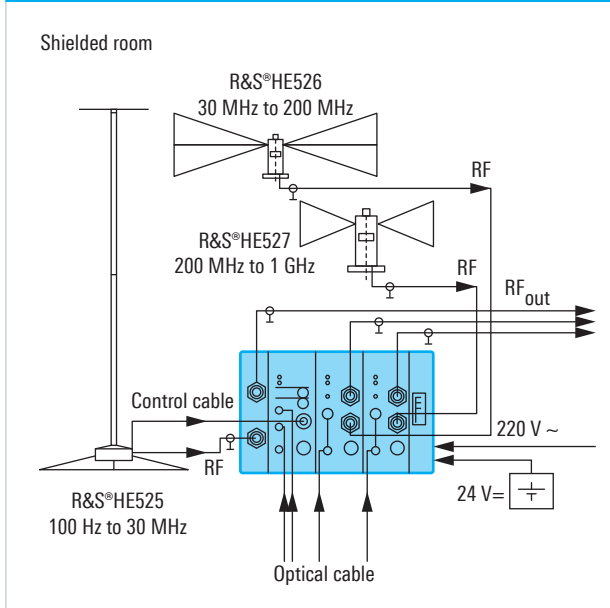 Shielded room
R&S®HE526
30 MHz to 200 MHz
RF
R&S®HE527
200 MHz to 1 GHz
RF
RFout
Control cable
RF
220 V ~
24 V=
R&S®HE525
100 Hz to 30 MHz
Optical cable